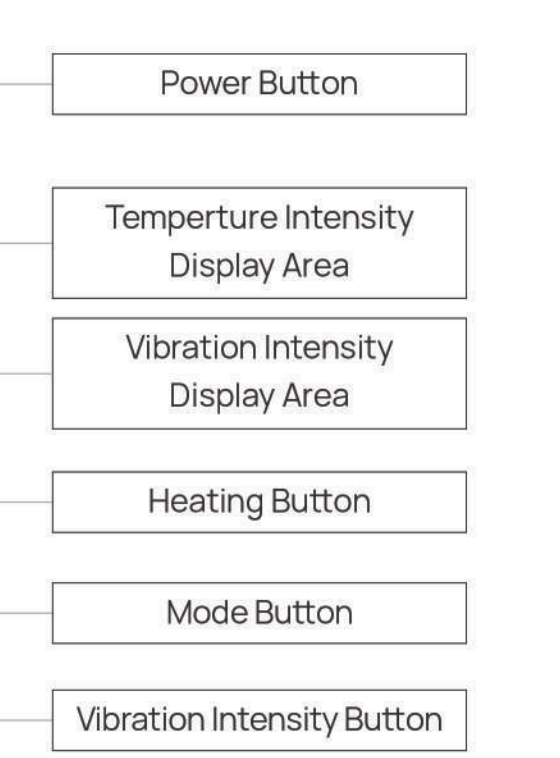 Power Button
Temperture Intensity
Display Area
Vibration Intensity
Display Area
Heating Button
Mode Button
Vibration Intensity Button